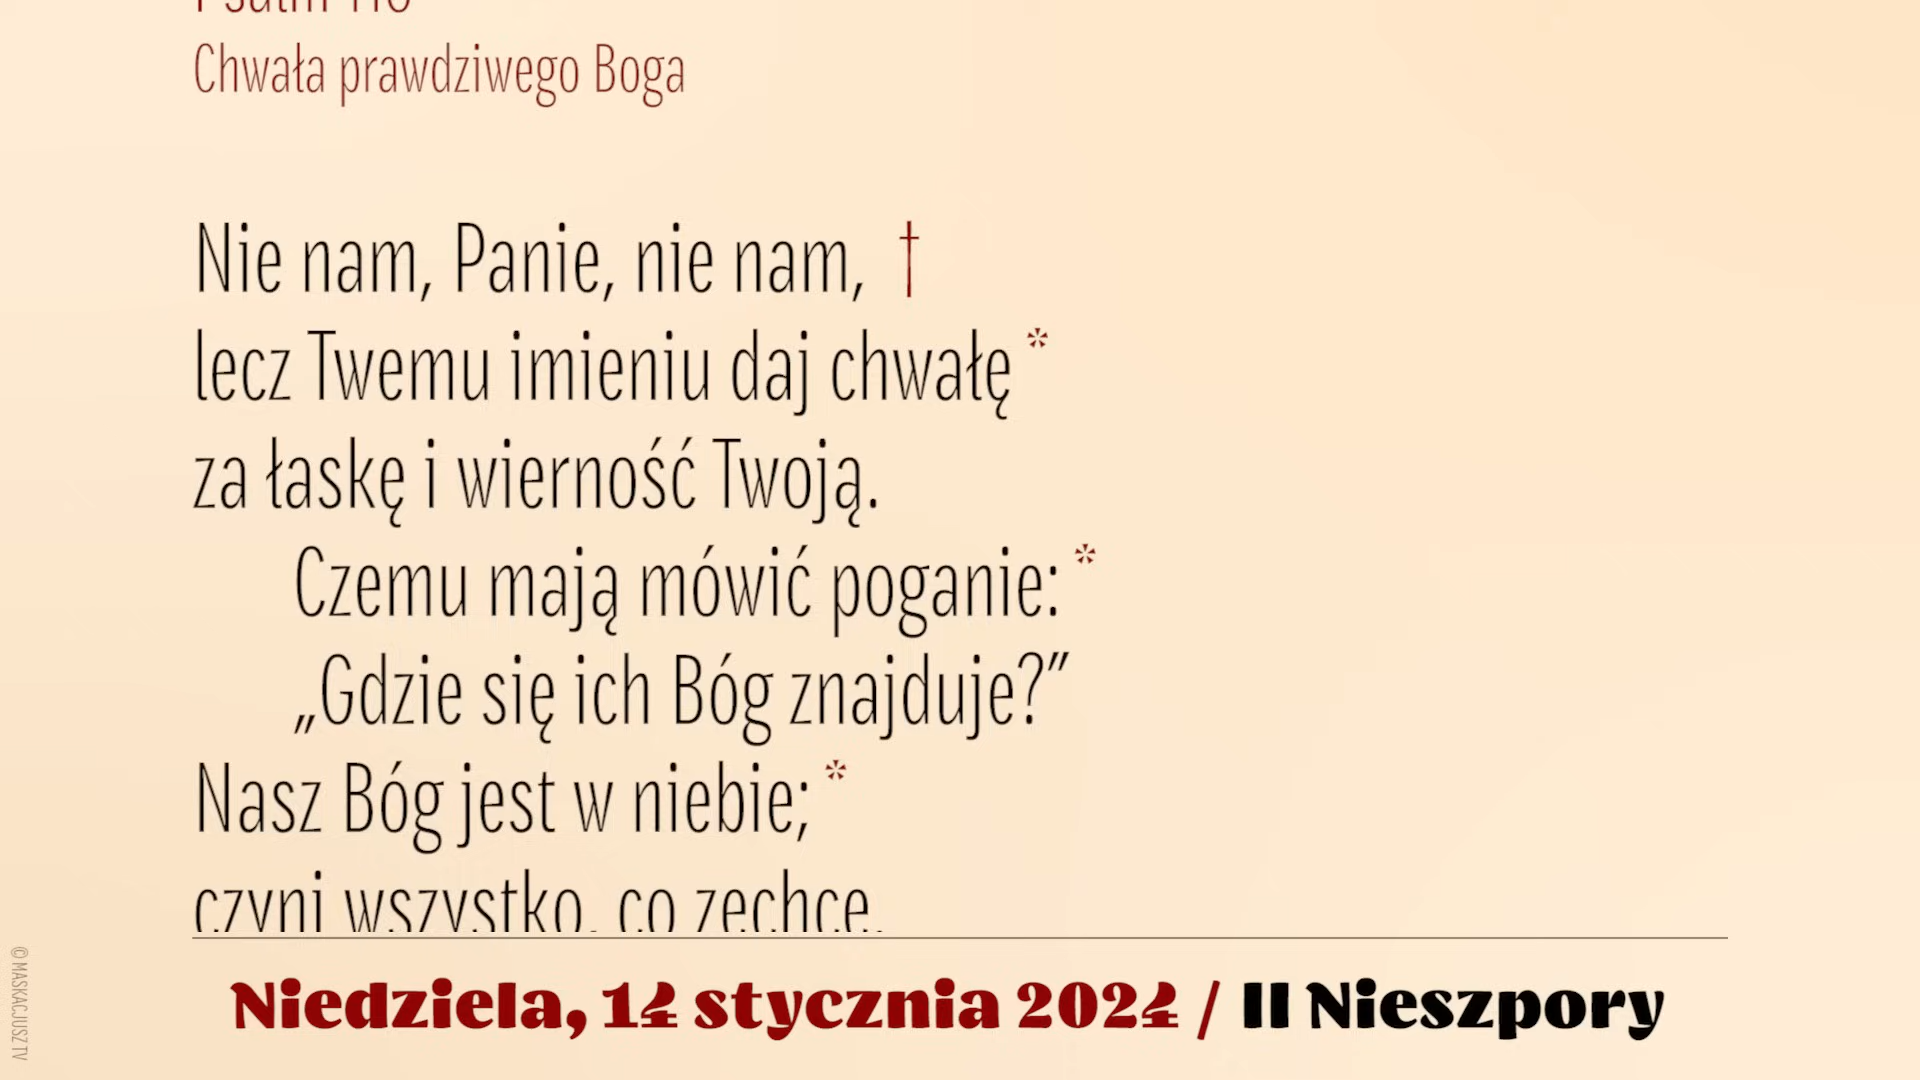 Chwała prawdziwego Boga
Nie nam, Panie, nie nam, †
lecz Twemu imieniu daj chwałę *
za łaskę i wierność Twoją.
Czemu mają mówić poganie: *
„Gdzie się ich Bóg znajduje?”
Nasz Bóg jest w niebie; *
czyni wszystko, co zechce.
Niedziela, 14 stycznia 2024 / II Nieszpory
© MASKACJUSZ TV